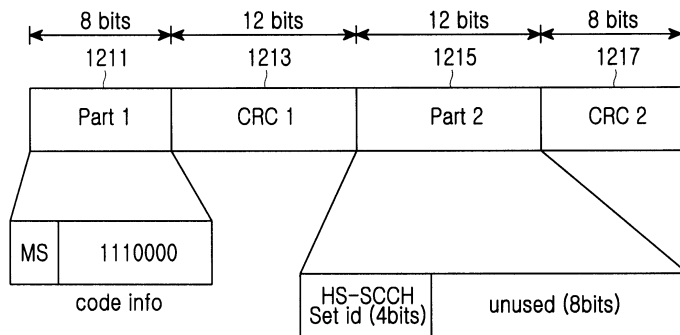 8 bits 12 bits 12 bits 8 bits
1211 1213 1215 1217
Part 1 CRC 1 Part 2 CRC 2
MS 1110000
code info
HS-SCCH
Set id (4bits)
unused (8bits)